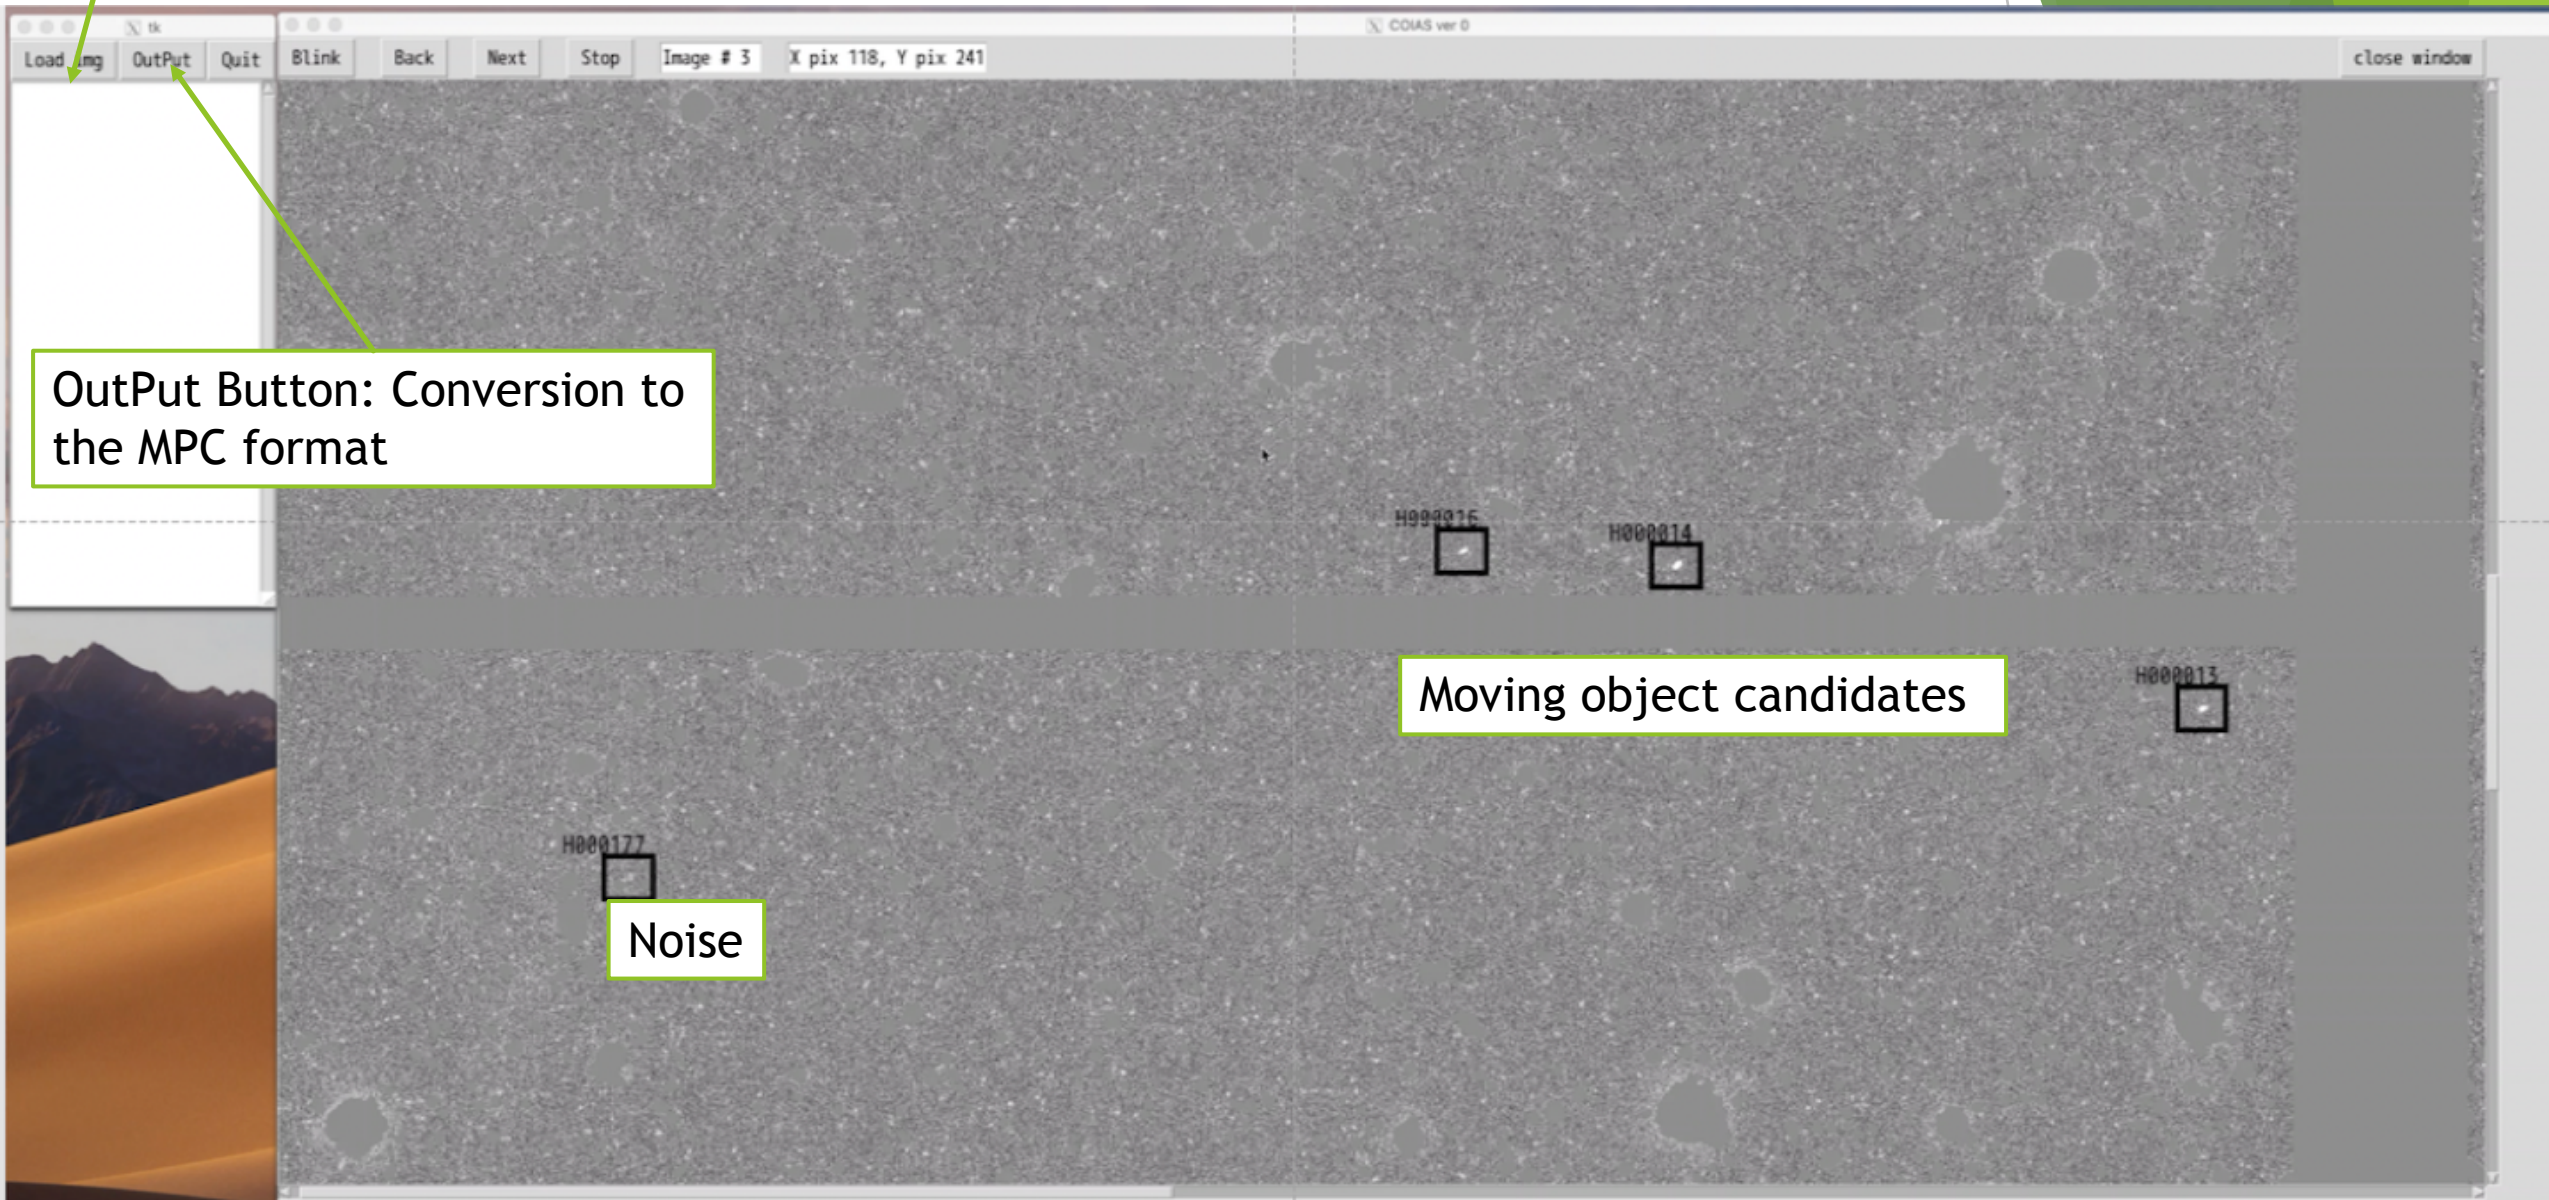 tk
COIAS ver 0
Load img OutPut Quit
Blink Back Next Stop Image # 3 X pix 118, Y pix 241 close window
OutPut Button: Conversion to
the MPC format
H000016
H000014
Moving object candidates
H000013
H000177
Noise